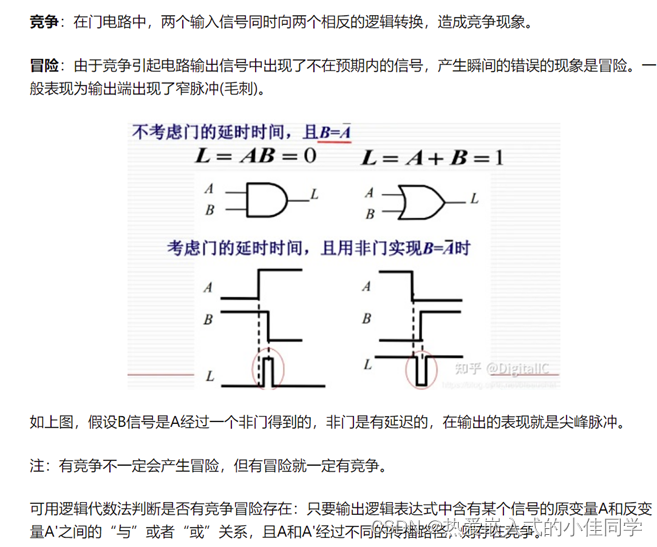 竞争：在门电路中，两个输入信号同时向两个相反的逻辑转换，造成竞争现象。
冒险：由于竞争引起电路输出信号中出现了不在预期内的信号，产生瞬间的错误的现象是冒险。一
般表现为输出端出现了窄脉冲(毛刺)。
不考虑门的延时时间，且B=A̅
L = AB = 0 L = A + B = 1
A
B
L
A
B
L
考虑门的延时时间，且用非门实现B=A̅时
A
B
L
A
B
L
知乎 @DigitalIC
如上图，假设B信号是A经过一个非门得到的，非门是有延迟的，在输出的表现就是尖峰脉冲。
注：有竞争不一定会产生冒险，但有冒险就一定有竞争。
可用逻辑代数法判断是否有竞争冒险存在：只要输出逻辑表达式中含有某个信号的原变量A和反变
量A'之间的“与”或者“或”关系，且A和A'经过不同的传播路径，则存在竞争。
CSDN @热爱嵌入式的小佳同学